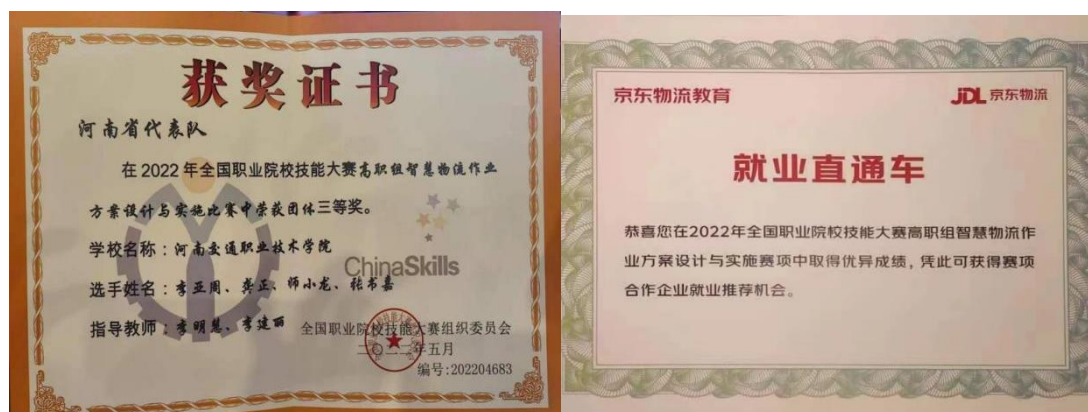 获奖证书
河南省代表队
在2022年全国职业院校技能大赛高职组智慧物流作业
方案设计与实施比赛中荣获团体三等奖。
学校名称：河南交通职业技术学院
ChinaSkills
选手姓名：李亚周、龚正、师小龙、张书嘉
指导教师：李明慧、李建丽
全国职业院校技能大赛组织委员会
二〇二二年五月
编号:202204683
京东物流教育
JDL 京东物流
就业直通车
恭喜您在2022年全国职业院校技能大赛高职组智慧物流作
业方案设计与实施赛项中取得优异成绩，凭此可获得赛项
合作企业就业推荐机会。